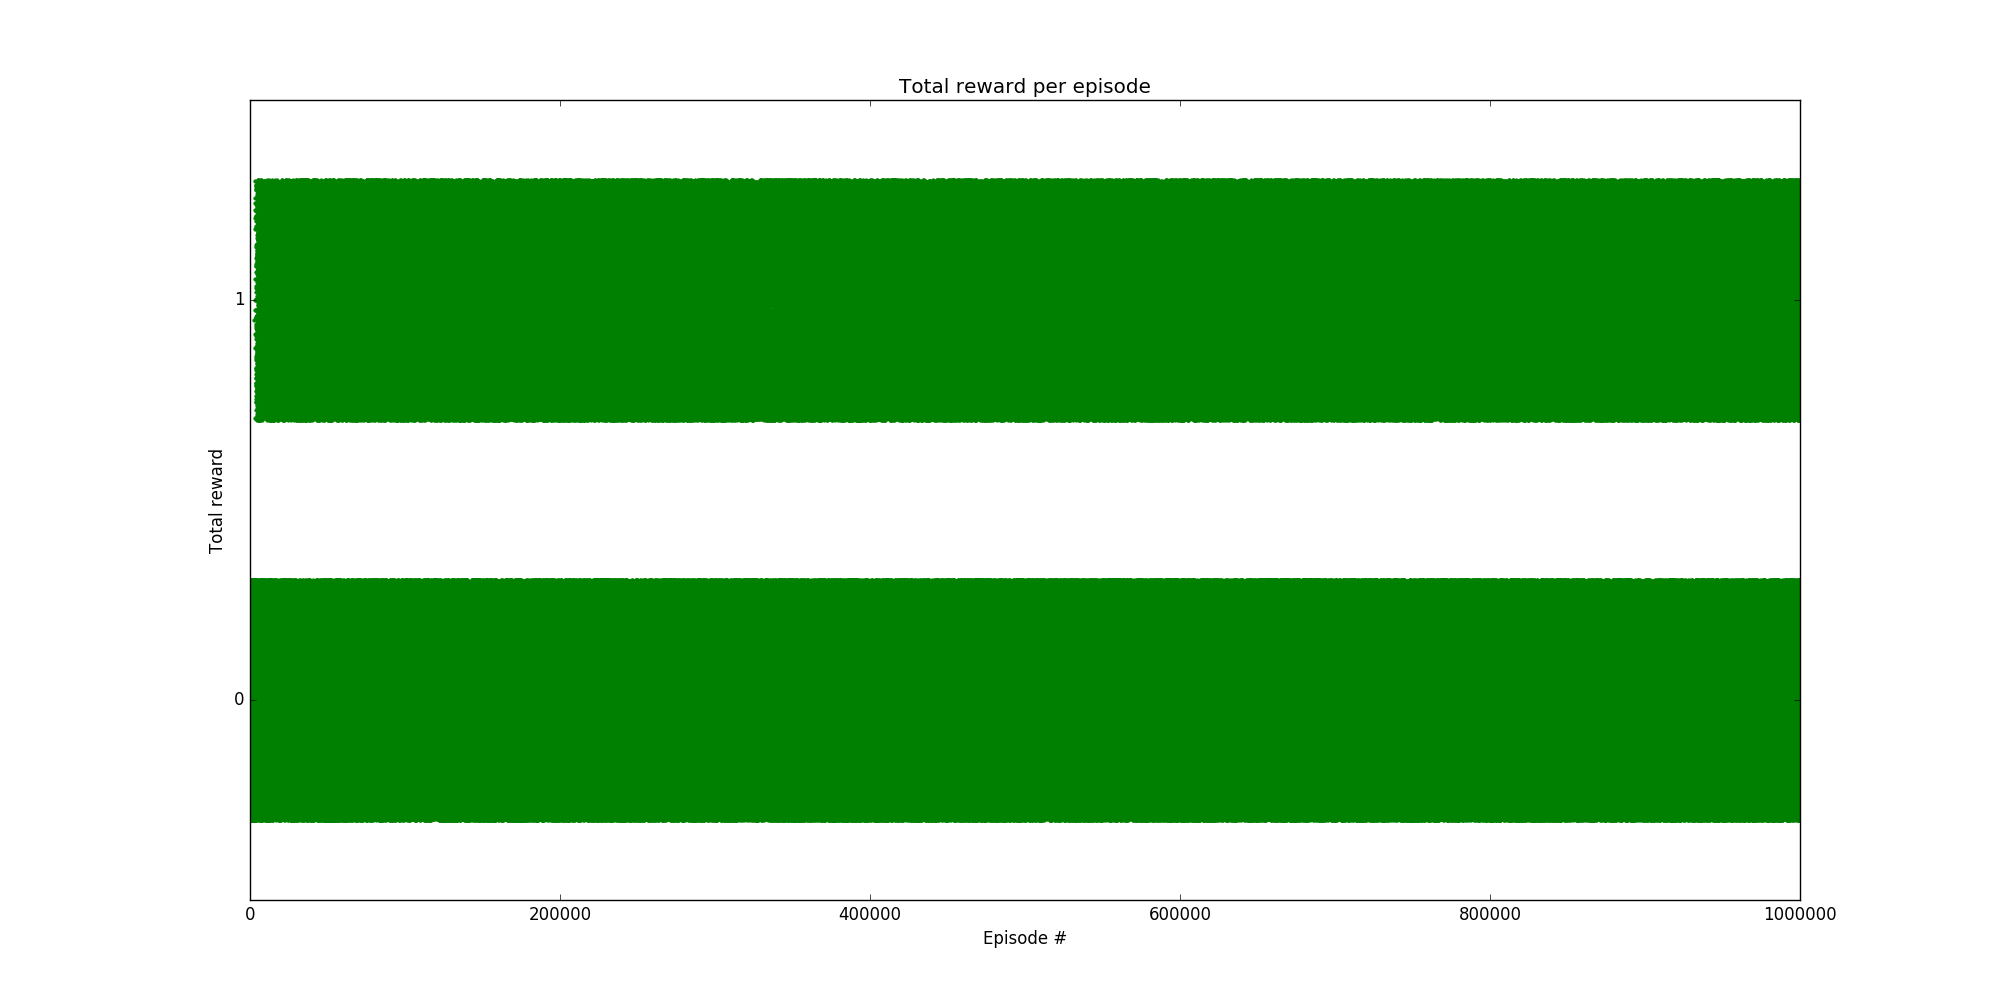 Total reward per episode
1
Total reward
0
0 200000 400000 600000 800000 1000000
Episode #